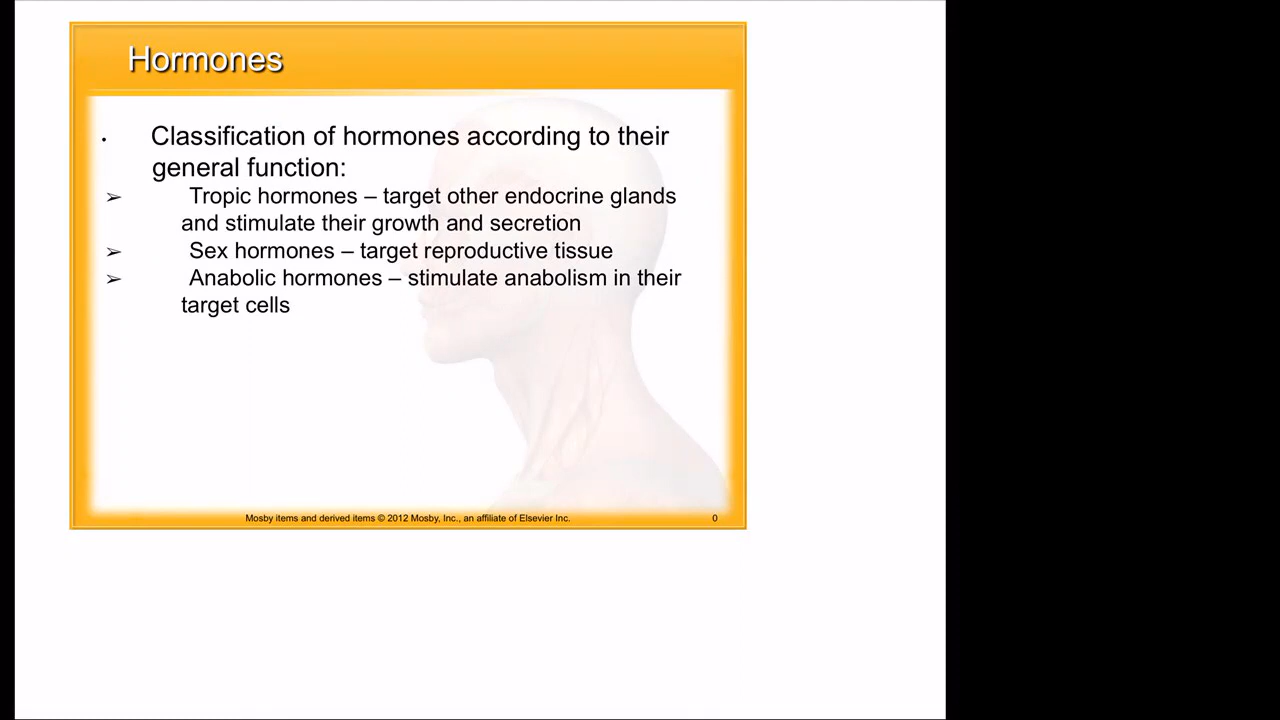 Hormones
• Classification of hormones according to their
general function:
➢ Tropic hormones – target other endocrine glands
and stimulate their growth and secretion
➢ Sex hormones – target reproductive tissue
➢ Anabolic hormones – stimulate anabolism in their
target cells
Mosby items and derived items © 2012 Mosby, Inc., an affiliate of Elsevier Inc. 0